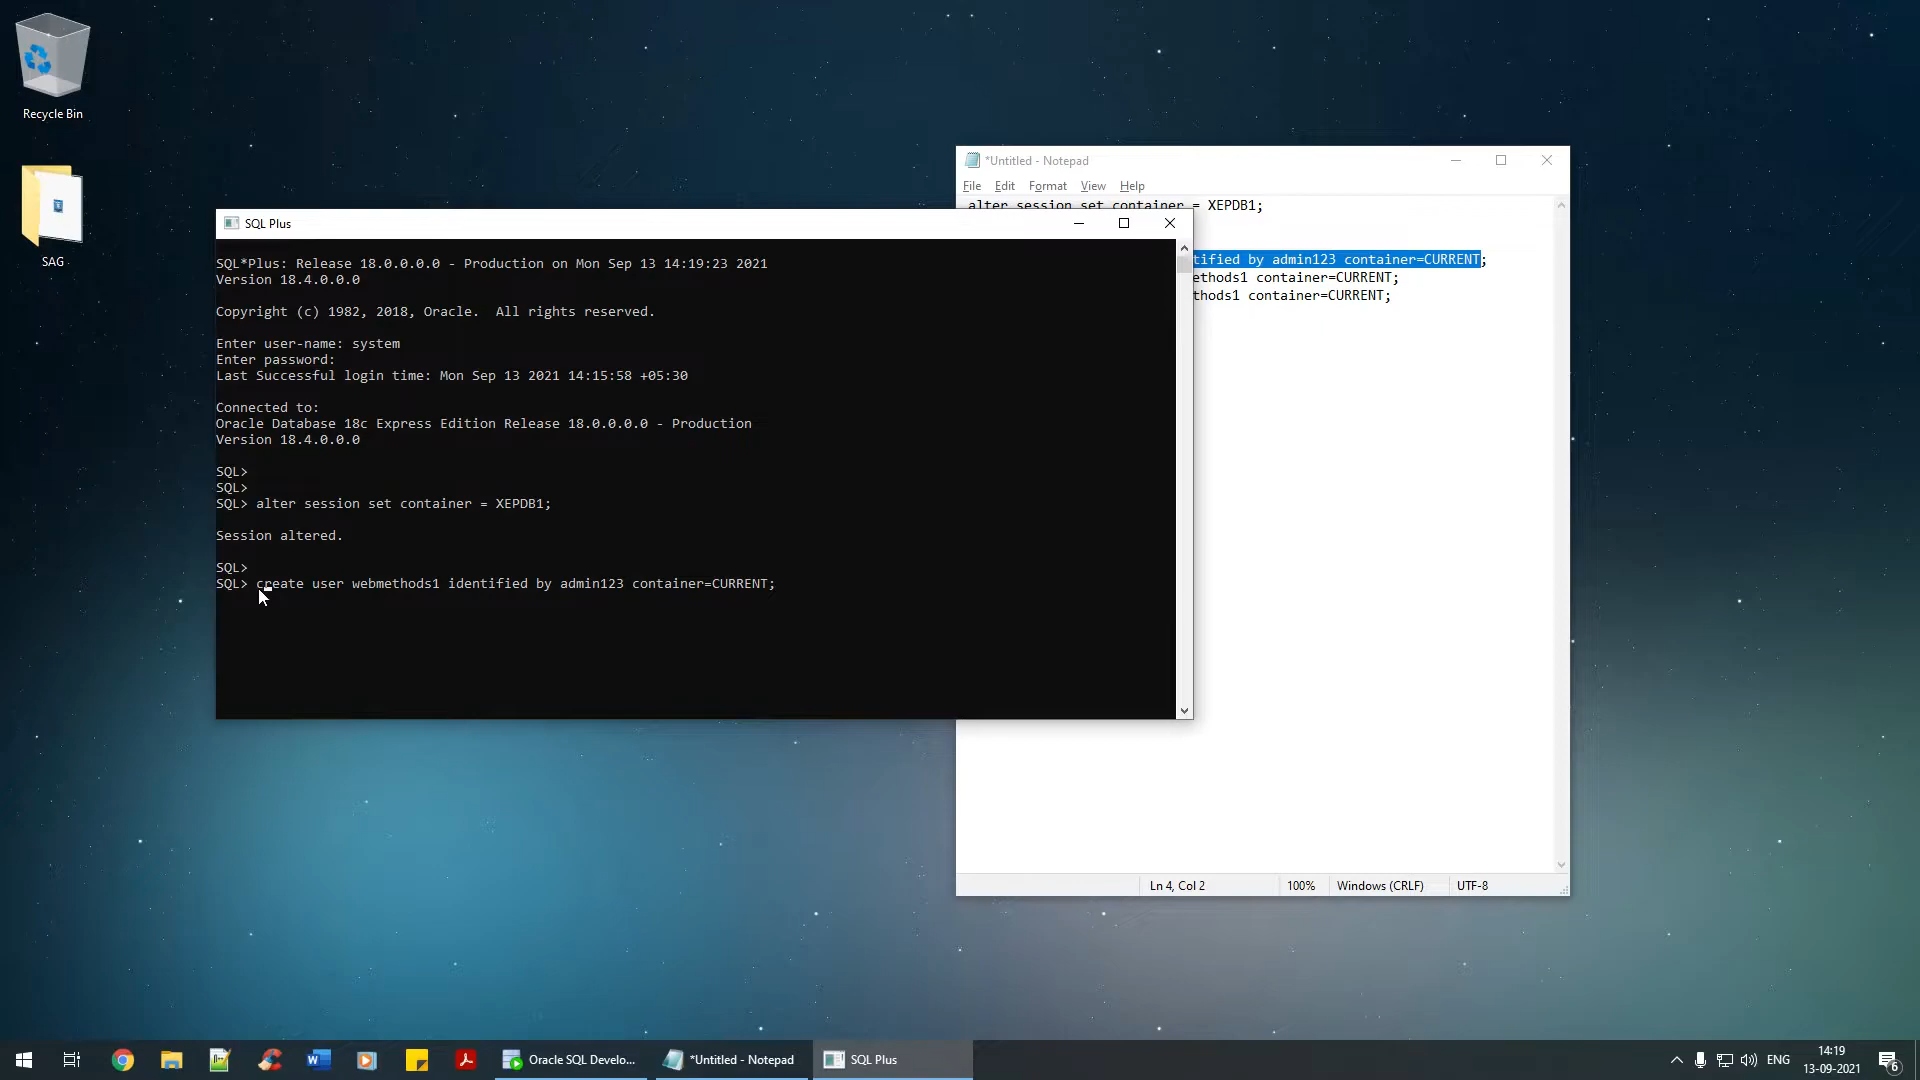 Recycle Bin
SAG
*Untitled - Notepad
File Edit Format View Help
alter session set container = XEPDB1;
tified by admin123 container=CURRENT;
ethods1 container=CURRENT;
thods1 container=CURRENT;
Ln 4, Col 2 100% Windows (CRLF) UTF-8
SQL Plus
SQL*Plus: Release 18.0.0.0.0 - Production on Mon Sep 13 14:19:23 2021
Version 18.4.0.0.0
Copyright (c) 1982, 2018, Oracle.  All rights reserved.
Enter user-name: system
Enter password:
Last Successful login time: Mon Sep 13 2021 14:15:58 +05:30
Connected to:
Oracle Database 18c Express Edition Release 18.0.0.0.0 - Production
Version 18.4.0.0.0
SQL>
SQL>
SQL> alter session set container = XEPDB1;
Session altered.
SQL>
SQL> create user webmethods1 identified by admin123 container=CURRENT;
Oracle SQL Develo...
*Untitled - Notepad
SQL Plus
ENG
14:19
13-09-2021
6